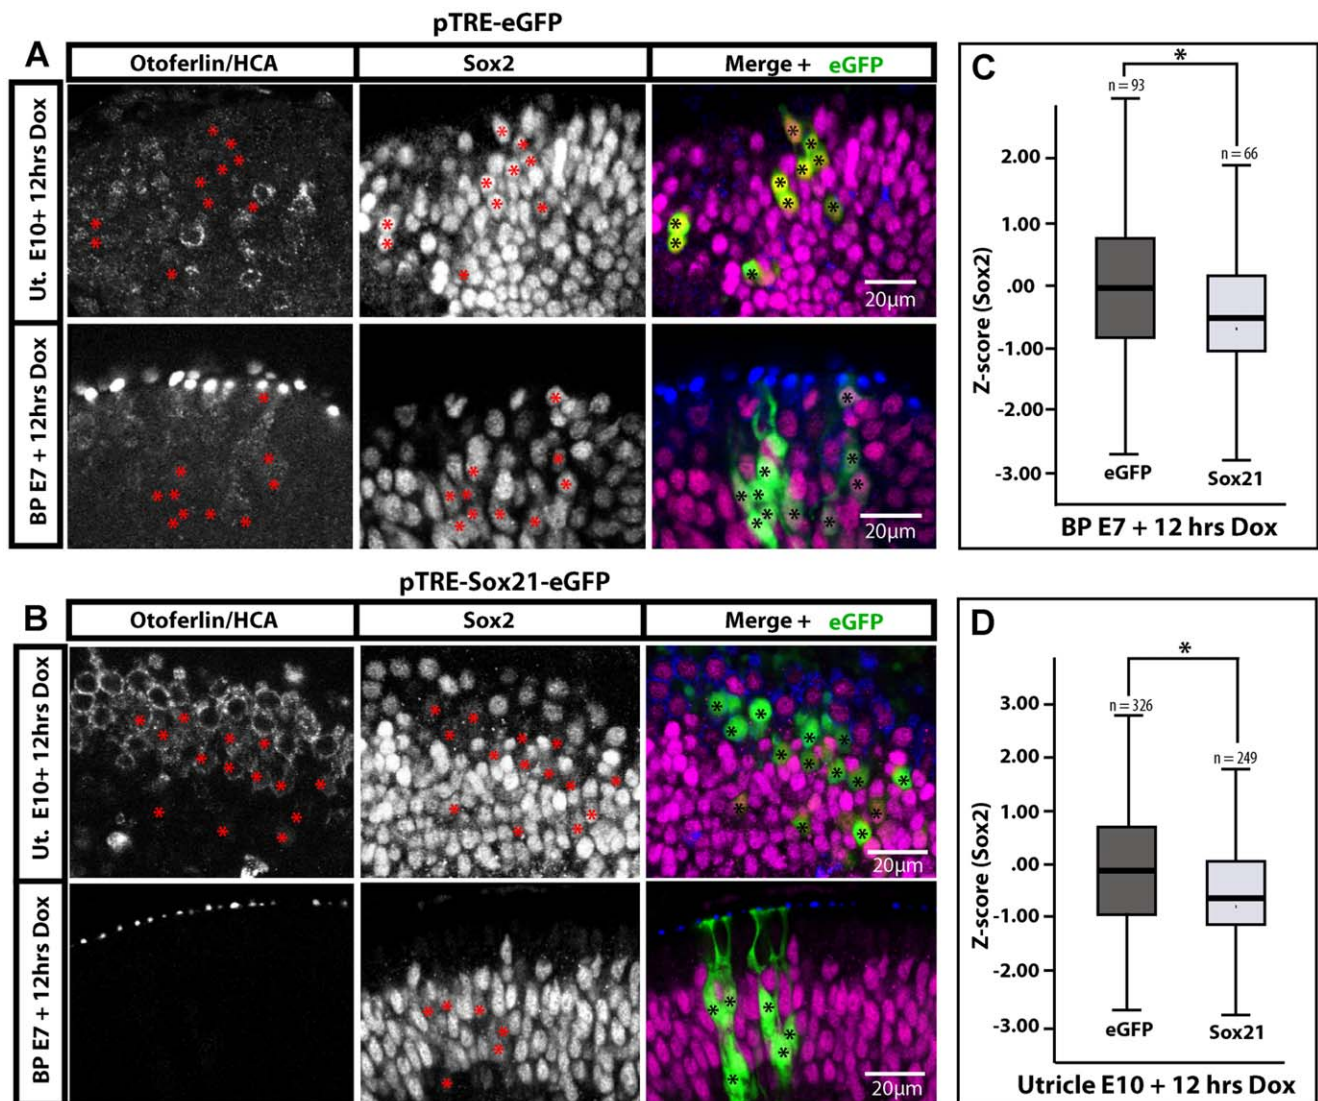 pTRE-eGFP
A
Otoferlin/HCA
Sox2
Merge + eGFP
Ut. E10+ 12hrs Dox
20μm
BP E7 + 12hrs Dox
20μm
pTRE-Sox21-eGFP
B
Otoferlin/HCA
Sox2
Merge + eGFP
Ut. E10+ 12hrs Dox
20μm
BP E7 + 12hrs Dox
20μm
C
*
n = 93
n = 66
2.00
1.00
.00
-1.00
-2.00
-3.00
Z-score (Sox2)
eGFP
Sox21
BP E7 + 12 hrs Dox
D
*
n = 326
n = 249
3.00
2.00
1.00
.00
-1.00
-2.00
-3.00
Z-score (Sox2)
eGFP
Sox21
Utricle E10 + 12 hrs Dox